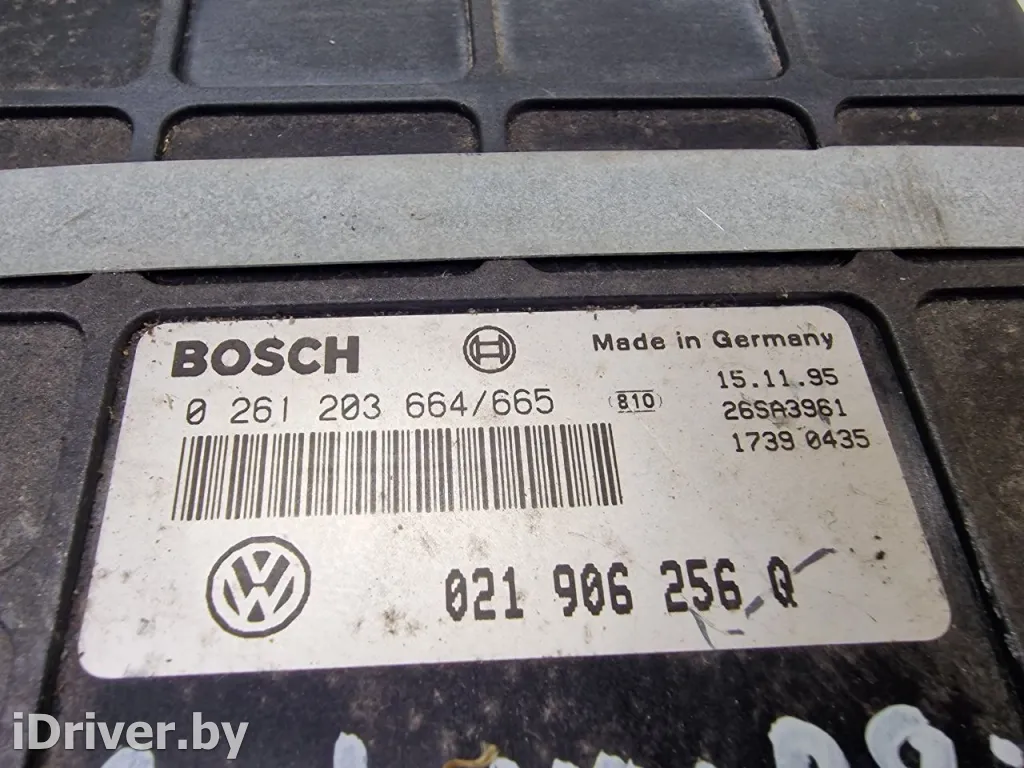 BOSCH
Made in Germany
0 261 203 664/665
810
15.11.95
26SA3961
1739 0435
VW
021 906 256 Q
iDriver.by